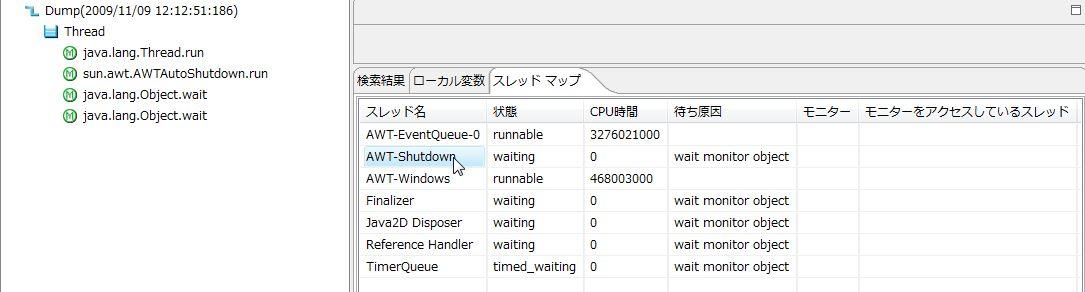 Dump(2009/11/09 12:12:51:186)
Thread
java.lang.Thread.run
sun.awt.AWTAutoShutdown.run
java.lang.Object.wait
java.lang.Object.wait
検索結果 ローカル変数 スレッド マップ
スレッド名 状態 CPU時間 待ち原因 モニター モニターをアクセスしているスレッド
AWT-EventQueue-0 runnable 3276021000
AWT-Shutdown waiting 0 wait monitor object
AWT-Windows runnable 468003000
Finalizer waiting 0 wait monitor object
Java2D Disposer waiting 0 wait monitor object
Reference Handler waiting 0 wait monitor object
TimerQueue timed_waiting 0 wait monitor object